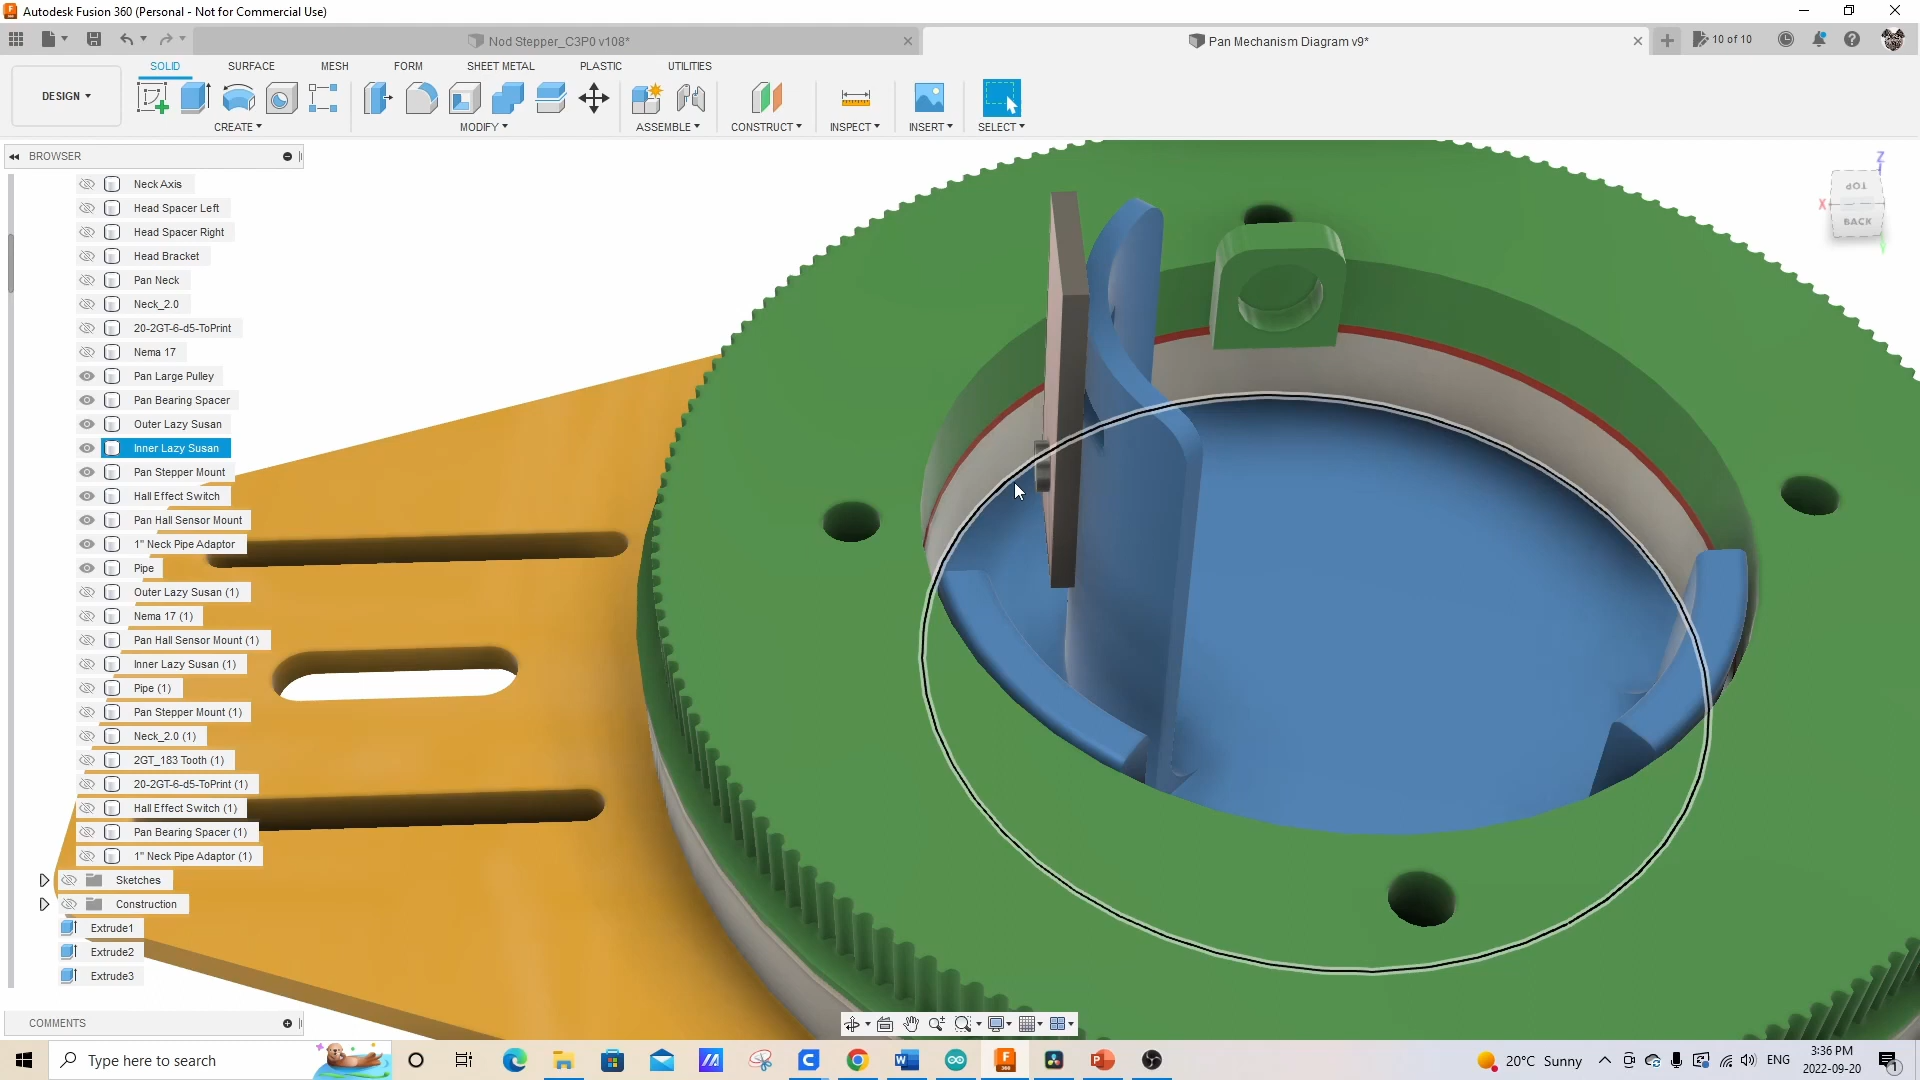 Autodesk Fusion 360 (Personal - Not for Commercial Use)
Nod Stepper_C3P0 v108*
Pan Mechanism Diagram v9*
10 of 10
DESIGN
SOLID SURFACE MESH FORM SHEET METAL PLASTIC UTILITIES
CREATE MODIFY ASSEMBLE CONSTRUCT INSPECT INSERT SELECT
BROWSER
Neck Axis
Head Spacer Left
Head Spacer Right
Head Bracket
Pan Neck
Neck_2.0
20-2GT-6-d5-ToPrint
Nema 17
Pan Large Pulley
Pan Bearing Spacer
Outer Lazy Susan
Inner Lazy Susan
Pan Stepper Mount
Hall Effect Switch
Pan Hall Sensor Mount
1" Neck Pipe Adaptor
Pipe
Outer Lazy Susan (1)
Nema 17 (1)
Pan Hall Sensor Mount (1)
Inner Lazy Susan (1)
Pipe (1)
Pan Stepper Mount (1)
Neck_2.0 (1)
2GT_183 Tooth (1)
20-2GT-6-d5-ToPrint (1)
Hall Effect Switch (1)
Pan Bearing Spacer (1)
1" Neck Pipe Adaptor (1)
Sketches
Construction
Extrude1
Extrude2
Extrude3
COMMENTS
Z
TOP
X
BACK
Type here to search
20°C Sunny
ENG
3:36 PM
2022-09-20
1